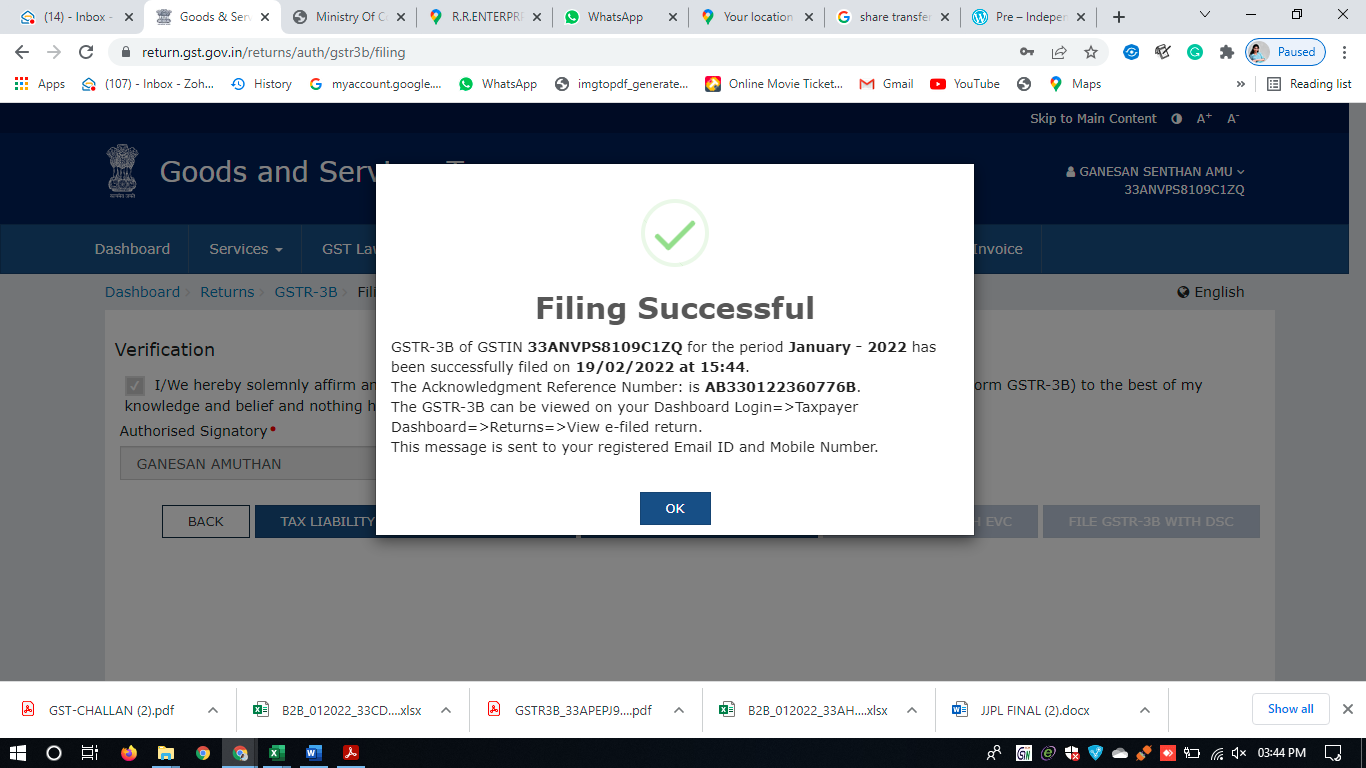 (14) - Inbox -
Goods & Serv
Ministry Of C
R.R.ENTERPR
WhatsApp
Your location
share transfer
Pre – Indepen
return.gst.gov.in/returns/auth/gstr3b/filing
Paused
Apps
(107) - Inbox - Zoh...
History
myaccount.google....
WhatsApp
imgtopdf_generate...
Online Movie Ticket...
Gmail
YouTube
Maps
»
Reading list
Skip to Main Content
A+
A-
Goods and Serv
GANESAN SENTHAN AMU
33ANVPS8109C1ZQ
Dashboard
Services
GST La
Invoice
Dashboard
Returns
GSTR-3B
Fili
English
Verification
Filing Successful
GSTR-3B of GSTIN 33ANVPS8109C1ZQ for the period January - 2022 has
been successfully filed on 19/02/2022 at 15:44.
The Acknowledgment Reference Number: is AB330122360776B.
The GSTR-3B can be viewed on your Dashboard Login=>Taxpayer
Dashboard=>Returns=>View e-filed return.
This message is sent to your registered Email ID and Mobile Number.
OK
I/We hereby solemnly affirm an
orm GSTR-3B) to the best of my
knowledge and belief and nothing h
Authorised Signatory•
GANESAN AMUTHAN
BACK
TAX LIABILITY
H EVC
FILE GSTR-3B WITH DSC
GST-CHALLAN (2).pdf
B2B_012022_33CD....xlsx
GSTR3B_33APEPJ9....pdf
B2B_012022_33AH....xlsx
JJPL FINAL (2).docx
Show all
03:44 PM